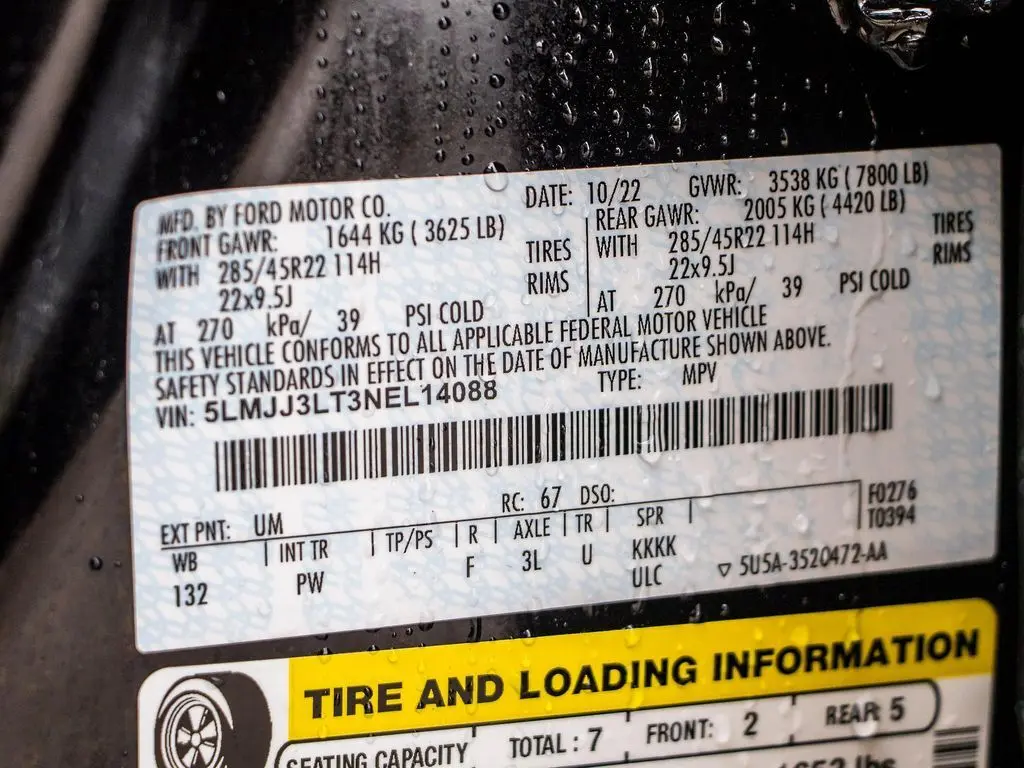 MFD. BY FORD MOTOR CO. DATE: 10/22 GVWR: 3538 KG ( 7800 LB)
FRONT GAWR: 1644 KG ( 3625 LB) REAR GAWR: 2005 KG ( 4420 LB)
WITH 285/45R22 114H TIRES WITH 285/45R22 114H TIRES
22x9.5J RIMS 22x9.5J RIMS
AT 270 kPa/ 39 PSI COLD AT 270 kPa/ 39 PSI COLD
THIS VEHICLE CONFORMS TO ALL APPLICABLE FEDERAL MOTOR VEHICLE
SAFETY STANDARDS IN EFFECT ON THE DATE OF MANUFACTURE SHOWN ABOVE.
VIN: 5LMJJ3LT3NEL14088 TYPE: MPV
EXT PNT: UM RC: 67 DSO: F0276
WB INT TR TP/PS R AXLE TR SPR T0394
132 PW F 3L U KKKK
ULC 5U5A-3520472-AA
TIRE AND LOADING INFORMATION
SEATING CAPACITY TOTAL : 7 FRONT: 2 REAR: 5